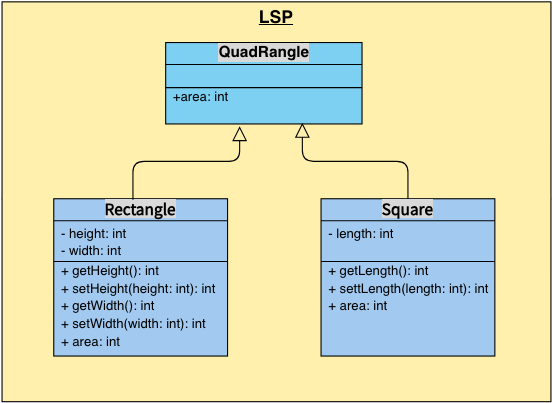 LSP
QuadRangle
+area: int
Rectangle
- height: int
- width: int
+ getHeight(): int
+ setHeight(height: int): int
+ getWidth(): int
+ setWidth(width: int): int
+ area: int
Square
- length: int
+ getLength(): int
+ settLength(length: int): int
+ area: int